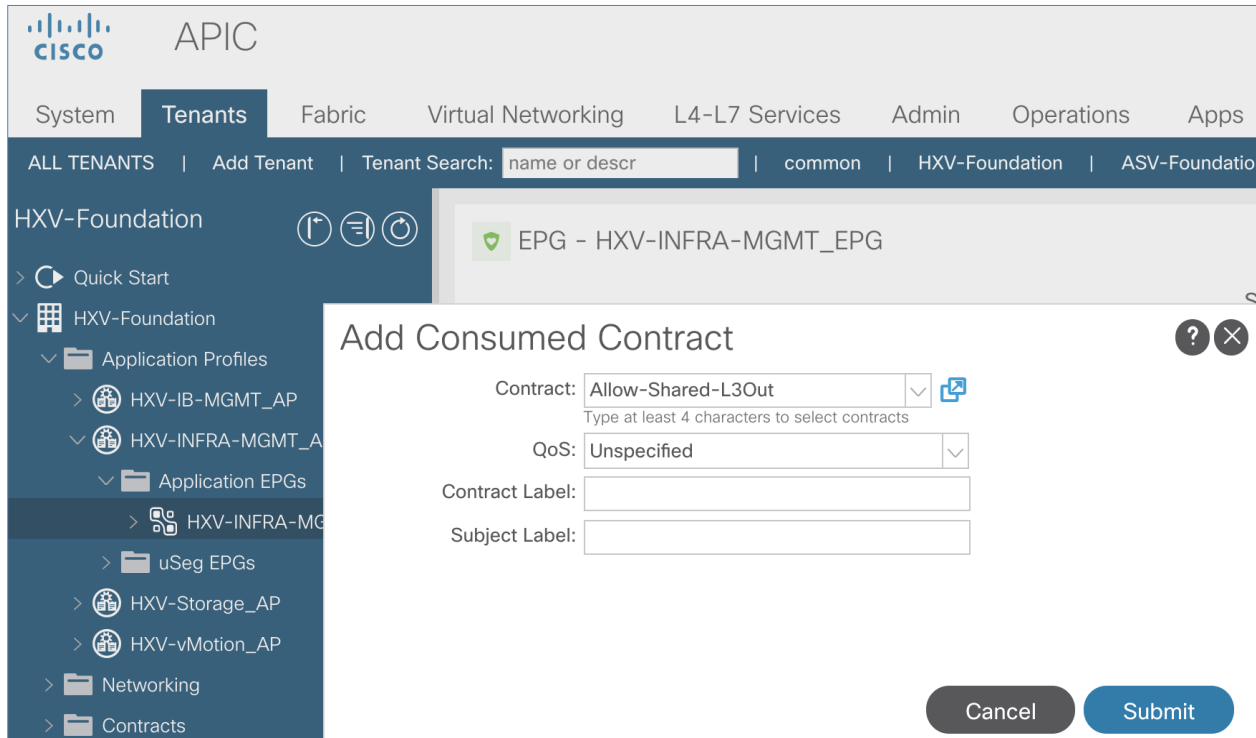 CISCO APIC
System Tenants Fabric Virtual Networking L4-L7 Services Admin Operations Apps
ALL TENANTS | Add Tenant | Tenant Search: name or descr | common | HXV-Foundation | ASV-Foundatio
HXV-Foundation
EPG - HXV-INFRA-MGMT_EPG
Quick Start
HXV-Foundation
Application Profiles
HXV-IB-MGMT_AP
HXV-INFRA-MGMT_A
Application EPGs
HXV-INFRA-MG
uSeg EPGs
HXV-Storage_AP
HXV-vMotion_AP
Networking
Contracts
Add Consumed Contract
?
Contract: Allow-Shared-L3Out
Type at least 4 characters to select contracts
QoS: Unspecified
Contract Label:
Subject Label:
Cancel Submit